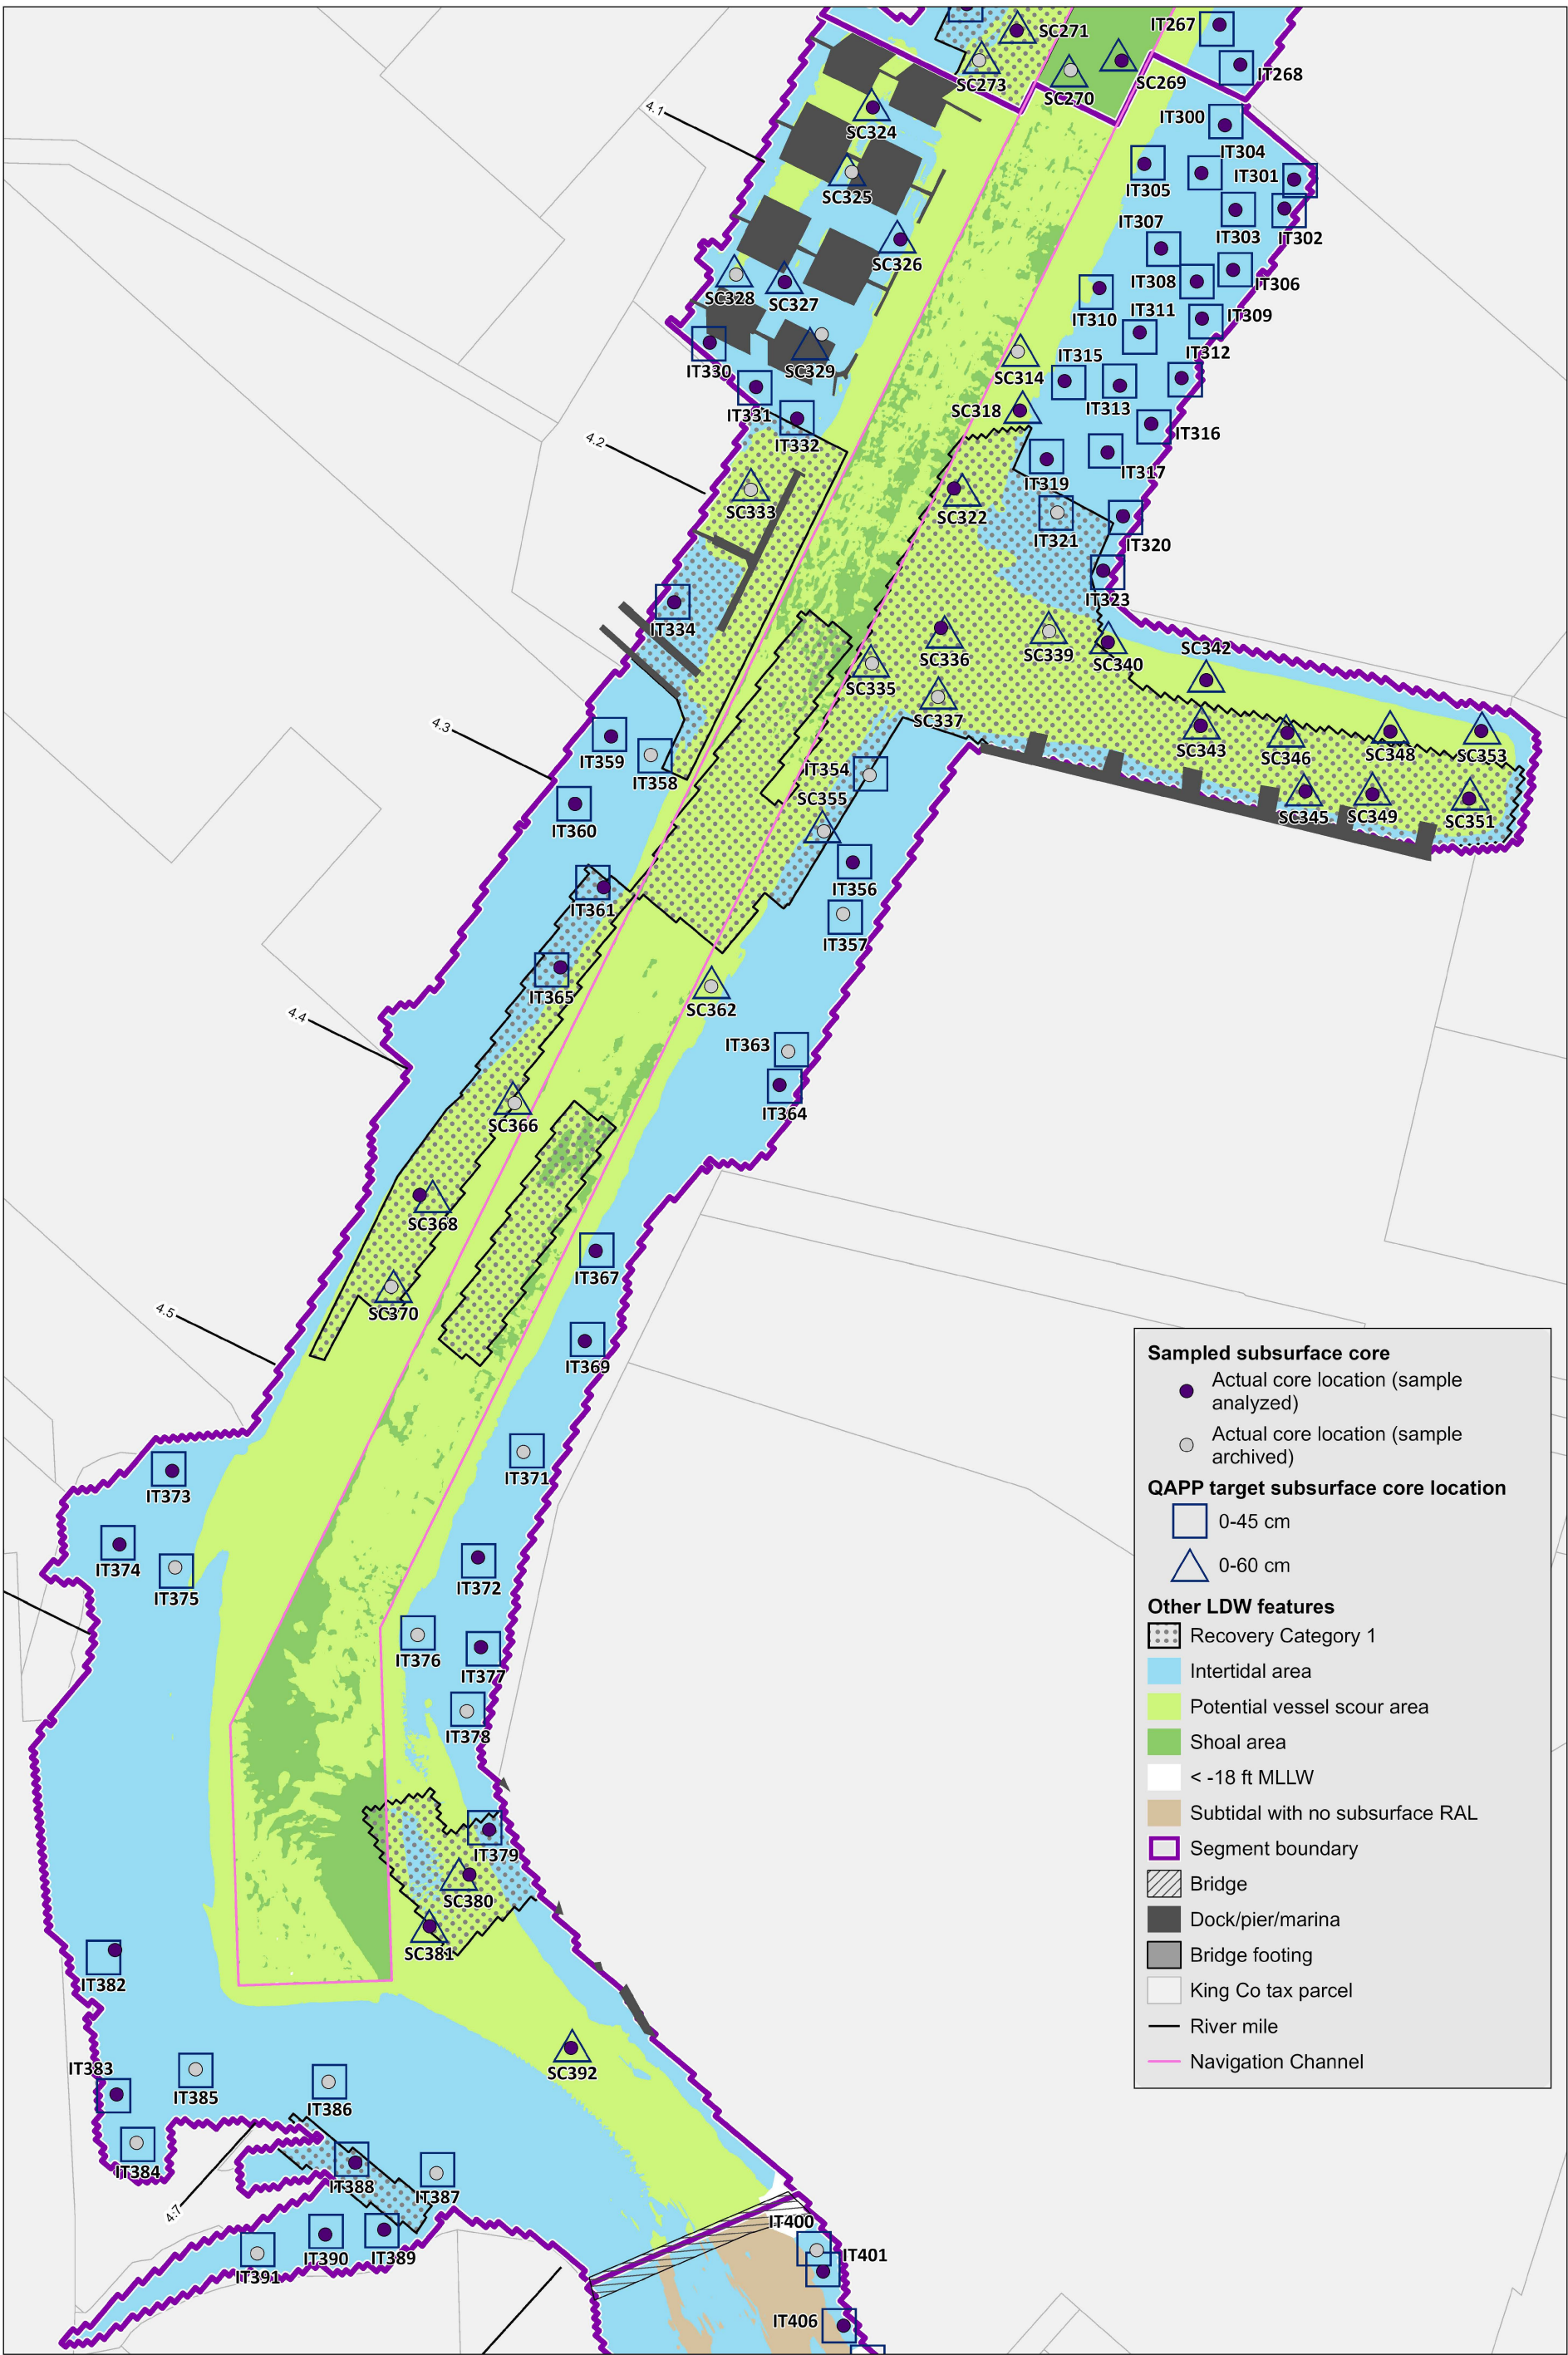 IT267
SC271
SC273
SC270
SC269
IT268
4.1
SC324
IT300
IT304
IT305
IT301
SC325
IT303
IT302
IT307
SC326
SC328
SC327
IT308
IT306
IT310
IT311
IT309
IT330
SC329
IT315
IT312
SC314
IT331
SC318
IT313
IT332
IT316
4.2
IT319
IT317
SC333
SC322
IT321
IT320
IT323
IT334
SC336
SC339
SC340
SC342
SC335
SC337
4.3
IT359
IT358
IT354
SC343
SC346
SC348
SC353
SC355
SC345
SC349
SC351
IT360
IT356
IT361
IT357
IT365
SC362
4.4
IT363
IT364
SC366
SC368
IT367
4.5
SC370
IT369
IT371
IT373
IT374
IT375
IT372
IT376
IT377
IT378
IT379
SC380
SC381
IT382
IT383
IT385
IT386
SC392
IT384
IT388
IT387
4.7
IT390
IT389
IT391
IT400
IT401
IT406
Sampled subsurface core
Actual core location (sample
analyzed)
Actual core location (sample
archived)
QAPP target subsurface core location
0-45 cm
0-60 cm
Other LDW features
Recovery Category 1
Intertidal area
Potential vessel scour area
Shoal area
< -18 ft MLLW
Subtidal with no subsurface RAL
Segment boundary
Bridge
Dock/pier/marina
Bridge footing
King Co tax parcel
River mile
Navigation Channel